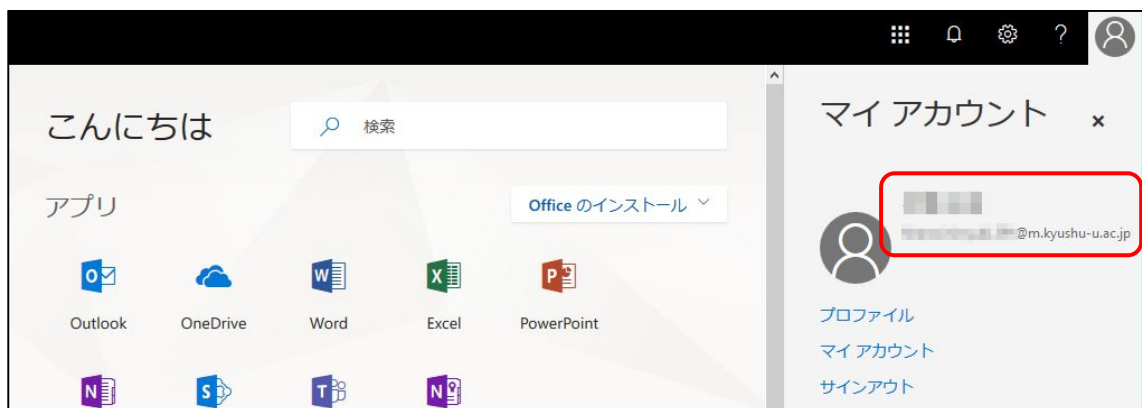 こんにちは
検索
マイ アカウント
アプリ
Office のインストール
@m.kyushu-u.ac.jp
Outlook
OneDrive
Word
Excel
PowerPoint
プロファイル
マイ アカウント
サインアウト